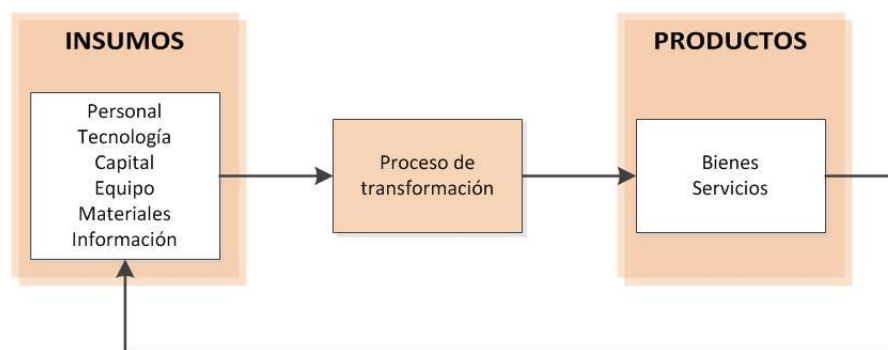 INSUMOS
Personal
Tecnología
Capital
Equipo
Materiales
Información
Proceso de
transformación
PRODUCTOS
Bienes
Servicios